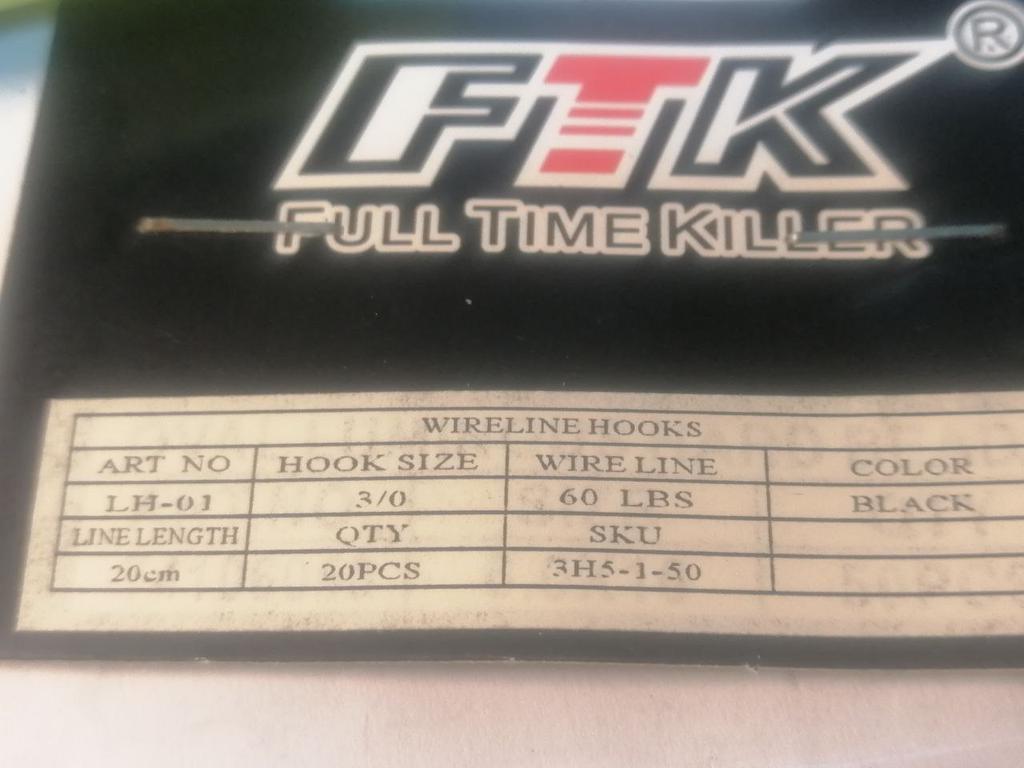 FTK ®
FULL TIME KILLER
WIRELINE HOOKS
ART NO HOOK SIZE WIRE LINE COLOR
LH-01 3/0 60 LBS BLACK
LINE LENGTH QTY SKU
20cm 20PCS 3H5-1-50